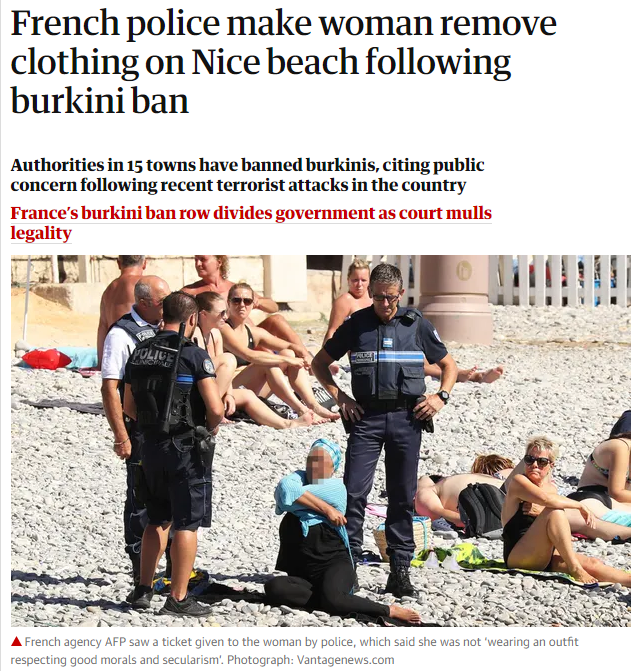 French police make woman remove
clothing on Nice beach following
burkini ban
Authorities in 15 towns have banned burkinis, citing public
concern following recent terrorist attacks in the country
France’s burkini ban row divides government as court mulls
legality
POLICE
MUNICIPALE
POLICE
French agency AFP saw a ticket given to the woman by police, which said she was not ‘wearing an outfit
respecting good morals and secularism’. Photograph: Vantagenews.com